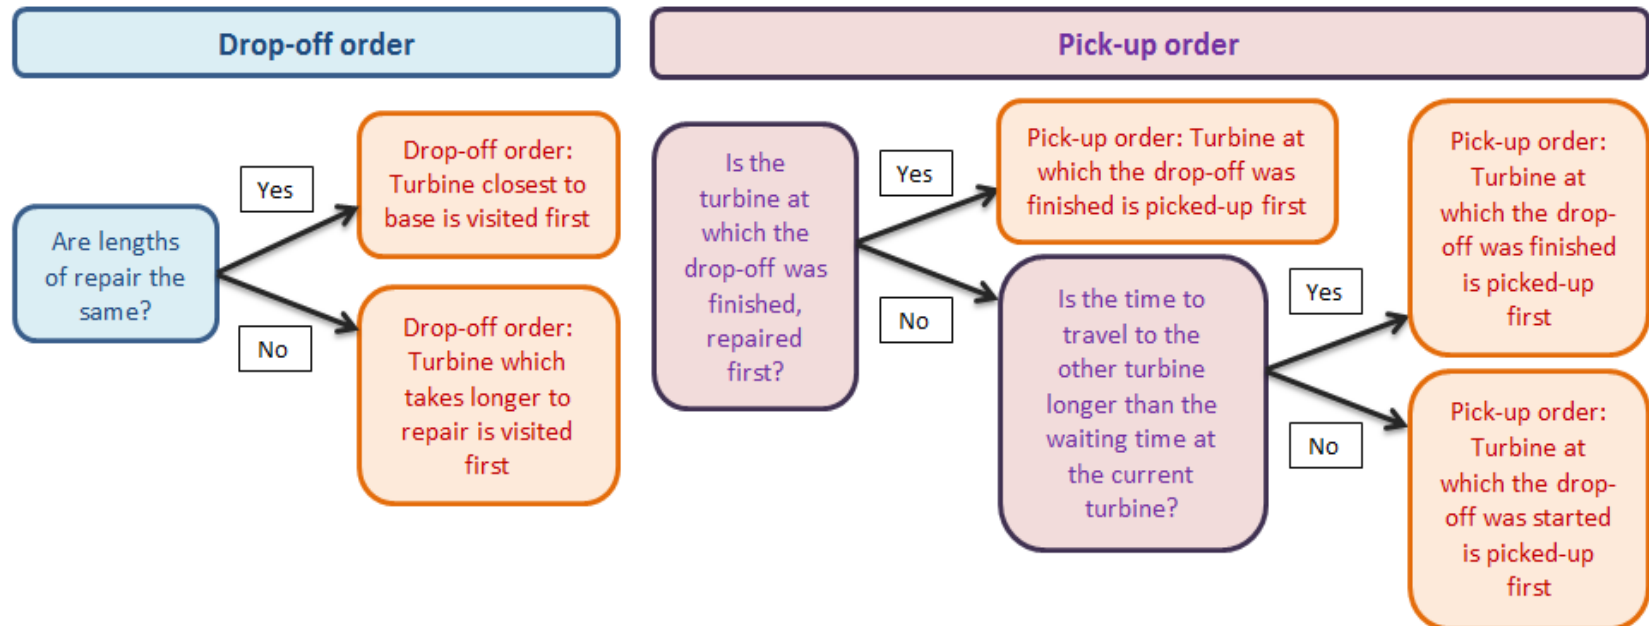 Drop-off order
Are lengths
of repair the
same?
Yes
No
Drop-off order:
Turbine closest to
base is visited first
Drop-off order:
Turbine which
takes longer to
repair is visited
first
Pick-up order
Is the
turbine at
which the
drop-off was
finished,
repaired
first?
Yes
No
Pick-up order: Turbine at
which the drop-off was
finished is picked-up first
Is the time to
travel to the
other turbine
longer than the
waiting time at
the current
turbine?
Yes
No
Pick-up order:
Turbine at
which the drop-
off was finished
is picked-up
first
Pick-up order:
Turbine at
which the drop-
off was started
is picked-up
first